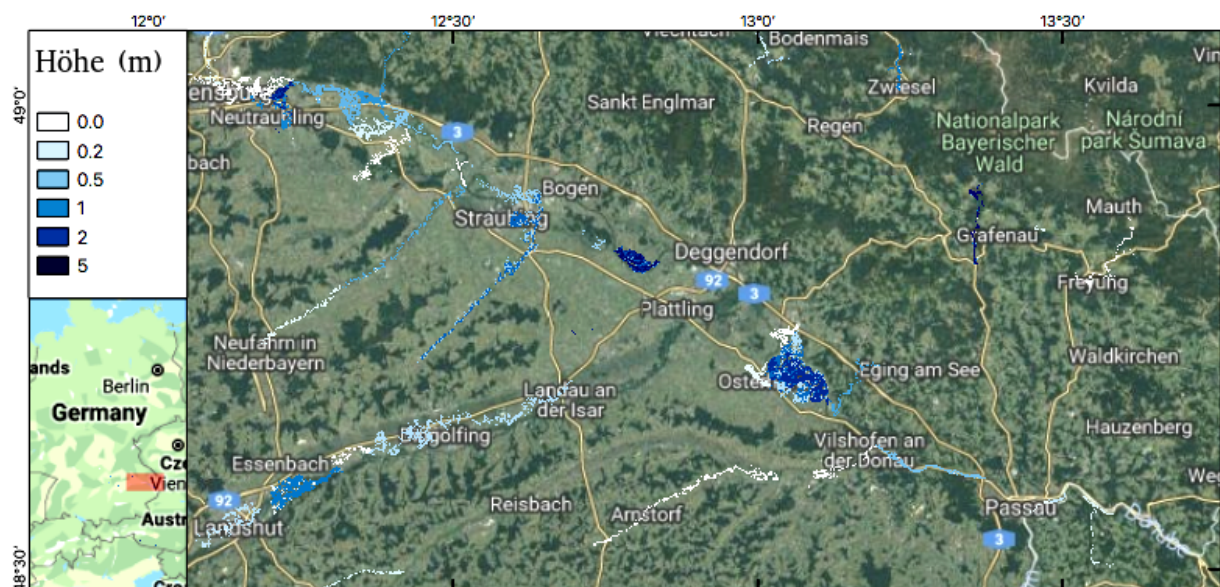 12°0'
12°30'
13°0'
13°30'
49°0'
48°30'
Höhe (m)
0.0
0.2
0.5
1
2
5
Berlin
Germany
Bodenmais
Zwiesel
Kvilda
Sankt Englmar
Neutraubling
3
Regen
Nationalpark
Bayerischer
Wald
Národní
park Šumava
bach
Bogen
Straubing
Mauth
Grafenau
Deggendorf
92
3
Freyung
Plattling
Neufahrn in
Niederbayern
Waldkirchen
Eging am See
Landau an
der Isar
Hauzenberg
Vilshofen an
der Donau
Essenbach
92
Landshut
Reisbach
Arnstorf
Passau
3